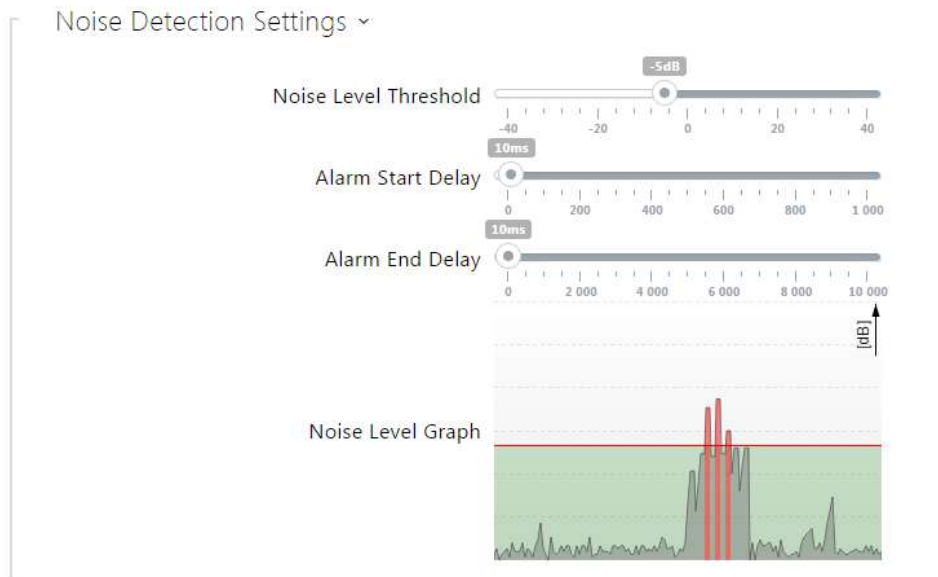 Noise Detection Settings
-5dB
Noise Level Threshold
-40 -20 0 20 40
10ms
Alarm Start Delay
0 200 400 600 800 1 000
10ms
Alarm End Delay
0 2 000 4 000 6 000 8 000 10 000
[dB]
Noise Level Graph